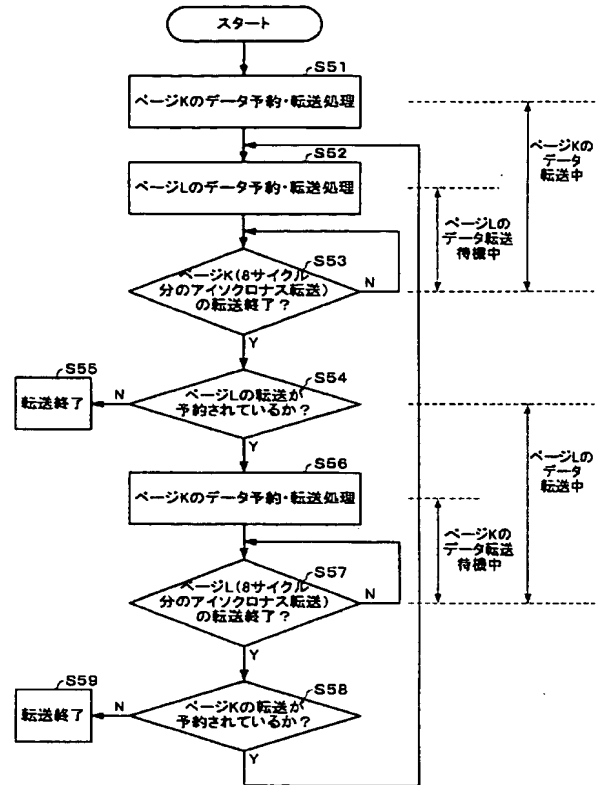 スタート
S51
ページKのデータ予約・転送処理
S52
ページLのデータ予約・転送処理
S53
ページK(8サイクル
分のアイソクロナス転送)
の転送終了?
N
Y
S54
ページLの転送が
予約されているか?
N
S55
転送終了
Y
S56
ページKのデータ予約・転送処理
S57
ページL(8サイクル
分のアイソクロナス転送)
の転送終了?
N
Y
S58
ページKの転送が
予約されているか?
N
S59
転送終了
Y
ページKの
データ
転送中
ページLの
データ転送
待機中
ページLの
データ
転送中
ページKの
データ転送
待機中